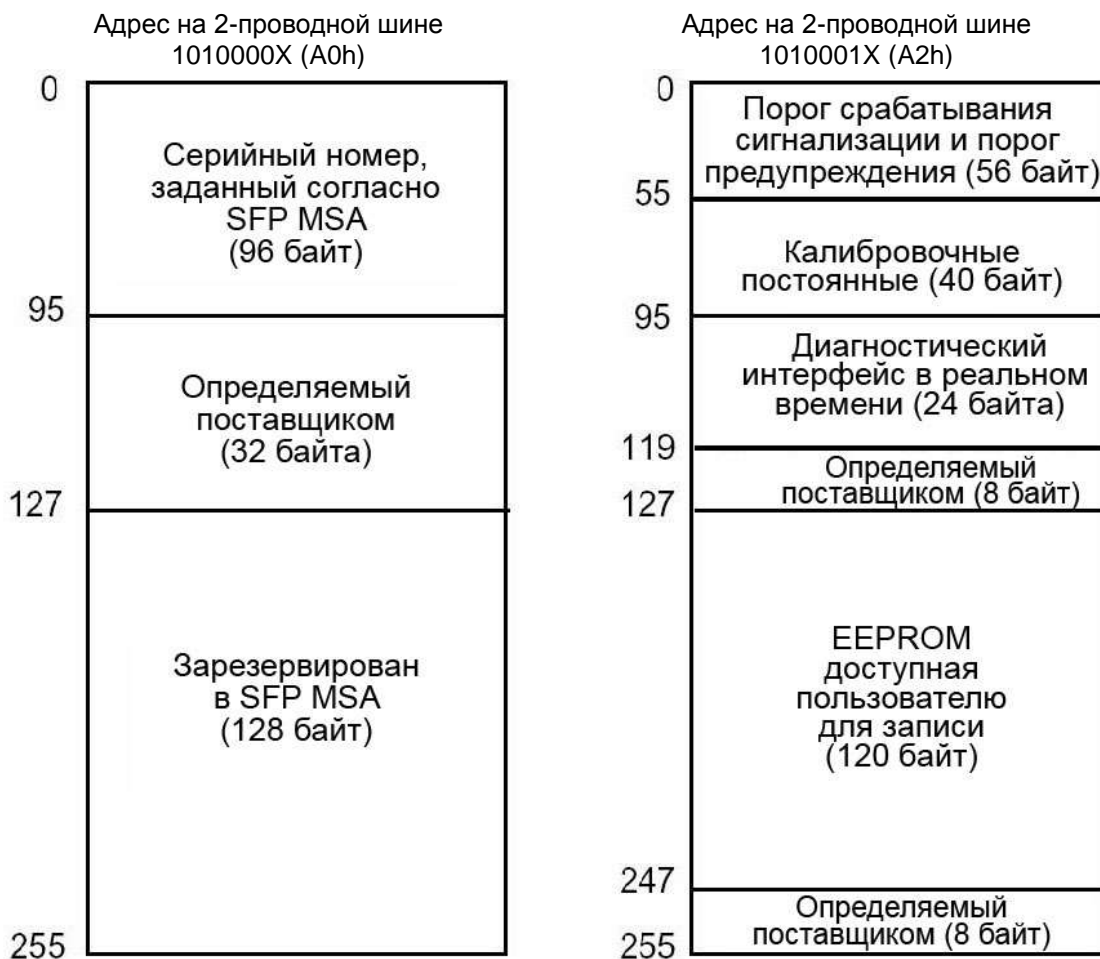 Адрес на 2-проводной шине
1010000X (A0h)
0
Серийный номер,
заданный согласно
SFP MSA
(96 байт)
95
Определяемый
поставщиком
(32 байта)
127
Зарезервирован
в SFP MSA
(128 байт)
255
Адрес на 2-проводной шине
1010001X (A2h)
0
Порог срабатывания
сигнализации и порог
предупреждения (56 байт)
55
Калибровочные
постоянные (40 байт)
95
Диагностический
интерфейс в реальном
времени (24 байта)
119
Определяемый
поставщиком (8 байт)
127
EEPROM
доступная
пользователю
для записи
(120 байт)
247
Определяемый
поставщиком (8 байт)
255